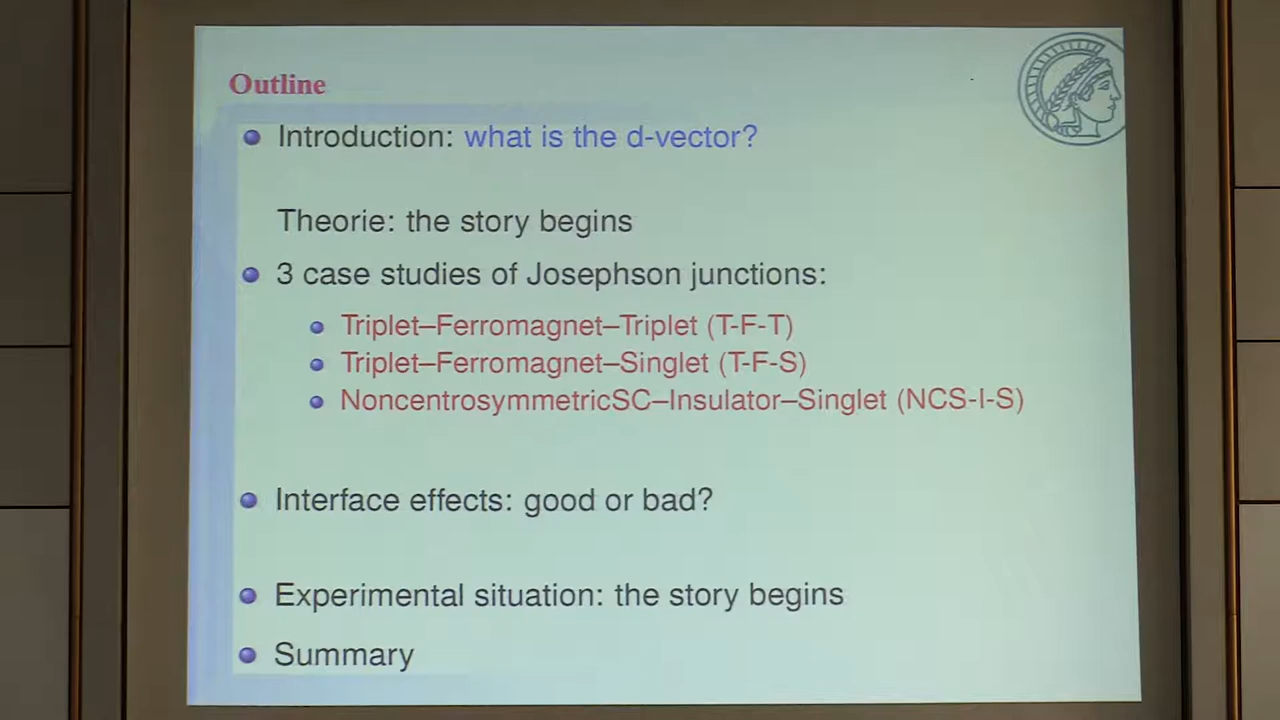 Outline
Introduction: what is the d-vector?
Theorie: the story begins
3 case studies of Josephson junctions:
Triplet–Ferromagnet–Triplet (T-F-T)
Triplet–Ferromagnet–Singlet (T-F-S)
NoncentrosymmetricSC–Insulator–Singlet (NCS-I-S)
Interface effects: good or bad?
Experimental situation: the story begins
Summary